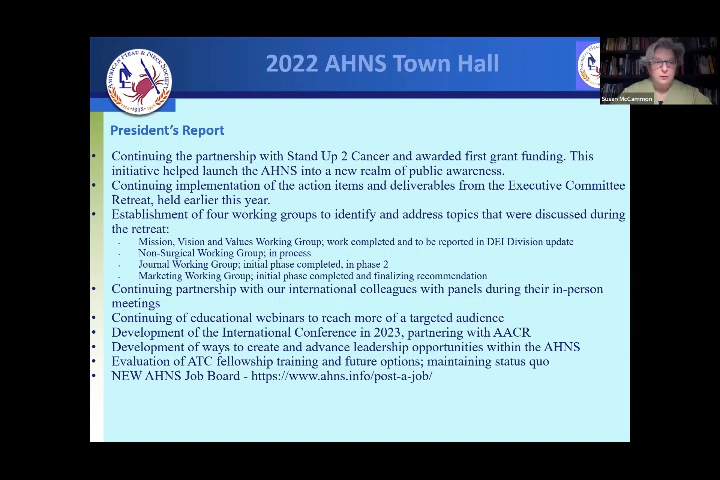 2022 AHNS Town Hall
AMERICAN HEAD & NECK SOCIETY
1998
Susan McCammon
President's Report
• Continuing the partnership with Stand Up 2 Cancer and awarded first grant funding. This
initiative helped launch the AHNS into a new realm of public awareness.
• Continuing implementation of the action items and deliverables from the Executive Committee
Retreat, held earlier this year.
• Establishment of four working groups to identify and address topics that were discussed during
the retreat:
- Mission, Vision and Values Working Group; work completed and to be reported in DEI Division update
- Non-Surgical Working Group; in process
- Journal Working Group; initial phase completed, in phase 2
- Marketing Working Group; initial phase completed and finalizing recommendation
• Continuing partnership with our international colleagues with panels during their in-person
meetings
• Continuing of educational webinars to reach more of a targeted audience
• Development of the International Conference in 2023, partnering with AACR
• Development of ways to create and advance leadership opportunities within the AHNS
• Evaluation of ATC fellowship training and future options; maintaining status quo
• NEW AHNS Job Board - https://www.ahns.info/post-a-job/